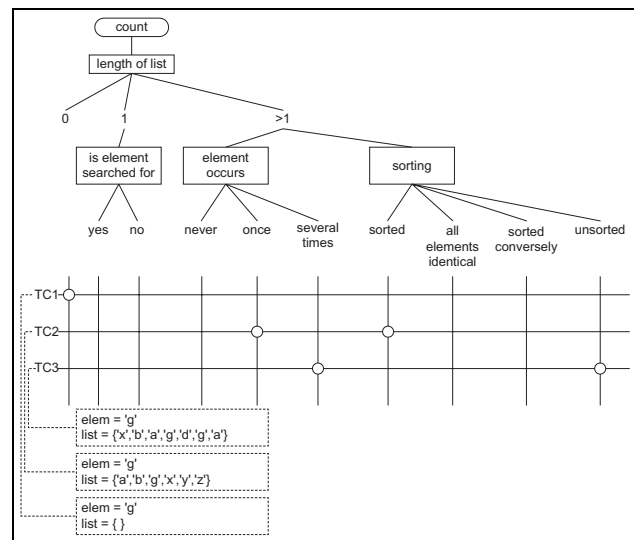 count
length of list
0 1 >1
is element
searched for
element
occurs
sorting
yes no never once several
times
sorted all
elements
identical
sorted
conversely
unsorted
TC1
TC2
TC3
elem = 'g'
list = {'x','b','a','g','d','g','a'}
elem = 'g'
list = {'a','b','g','x','y','z'}
elem = 'g'
list = { }